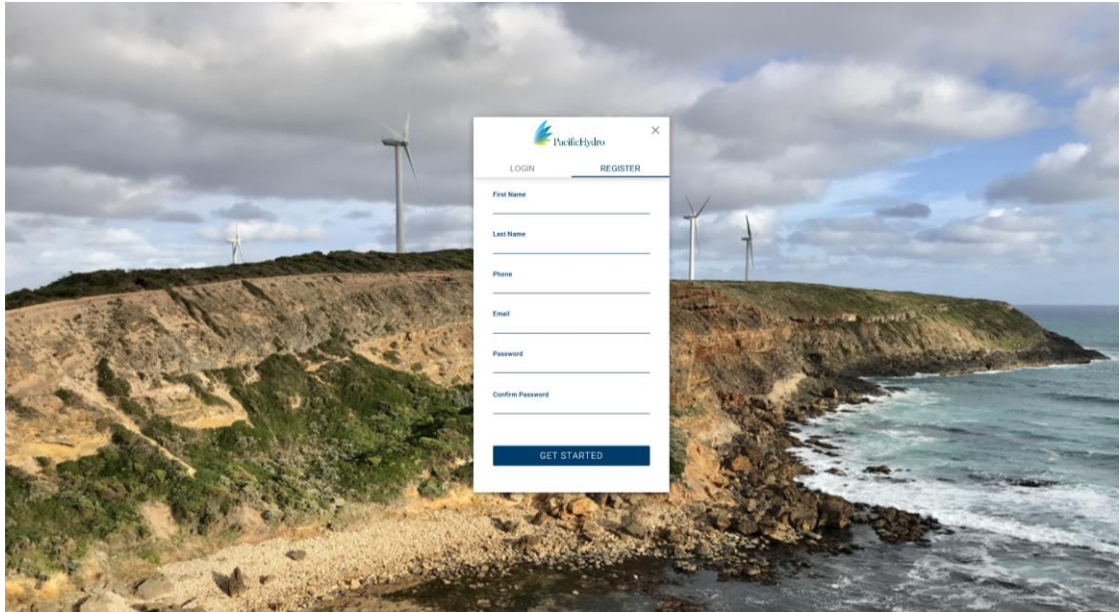 PacificHydro
LOGIN REGISTER
First Name
Last Name
Phone
Email
Password
Confirm Password
GET STARTED